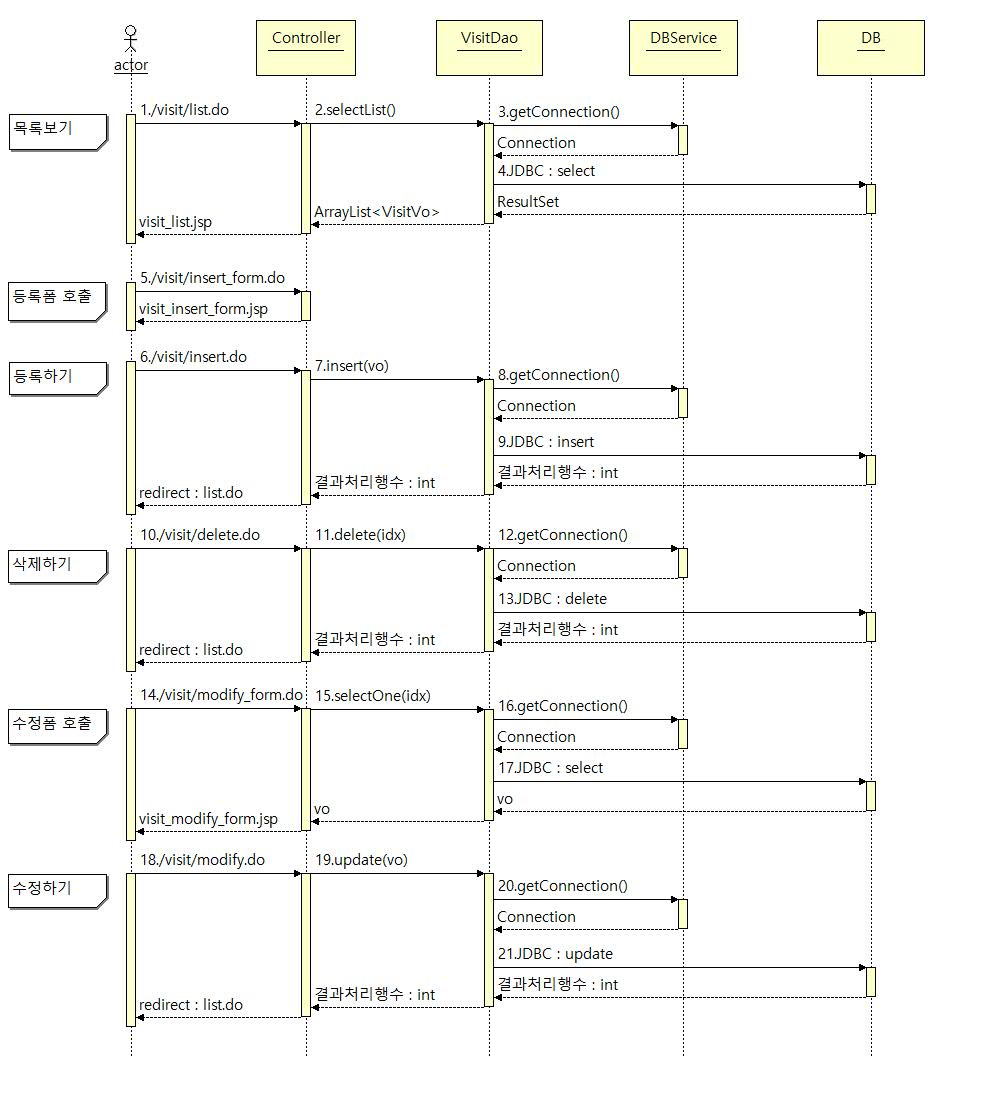 actor
Controller
VisitDao
DBService
DB
목록보기
1./visit/list.do
2.selectList()
3.getConnection()
Connection
4.JDBC : select
ResultSet
ArrayList<VisitVo>
visit_list.jsp
등록폼 호출
5./visit/insert_form.do
visit_insert_form.jsp
등록하기
6./visit/insert.do
7.insert(vo)
8.getConnection()
Connection
9.JDBC : insert
결과처리행수 : int
결과처리행수 : int
redirect : list.do
삭제하기
10./visit/delete.do
11.delete(idx)
12.getConnection()
Connection
13.JDBC : delete
결과처리행수 : int
결과처리행수 : int
redirect : list.do
수정폼 호출
14./visit/modify_form.do
15.selectOne(idx)
16.getConnection()
Connection
17.JDBC : select
vo
vo
visit_modify_form.jsp
수정하기
18./visit/modify.do
19.update(vo)
20.getConnection()
Connection
21.JDBC : update
결과처리행수 : int
결과처리행수 : int
redirect : list.do